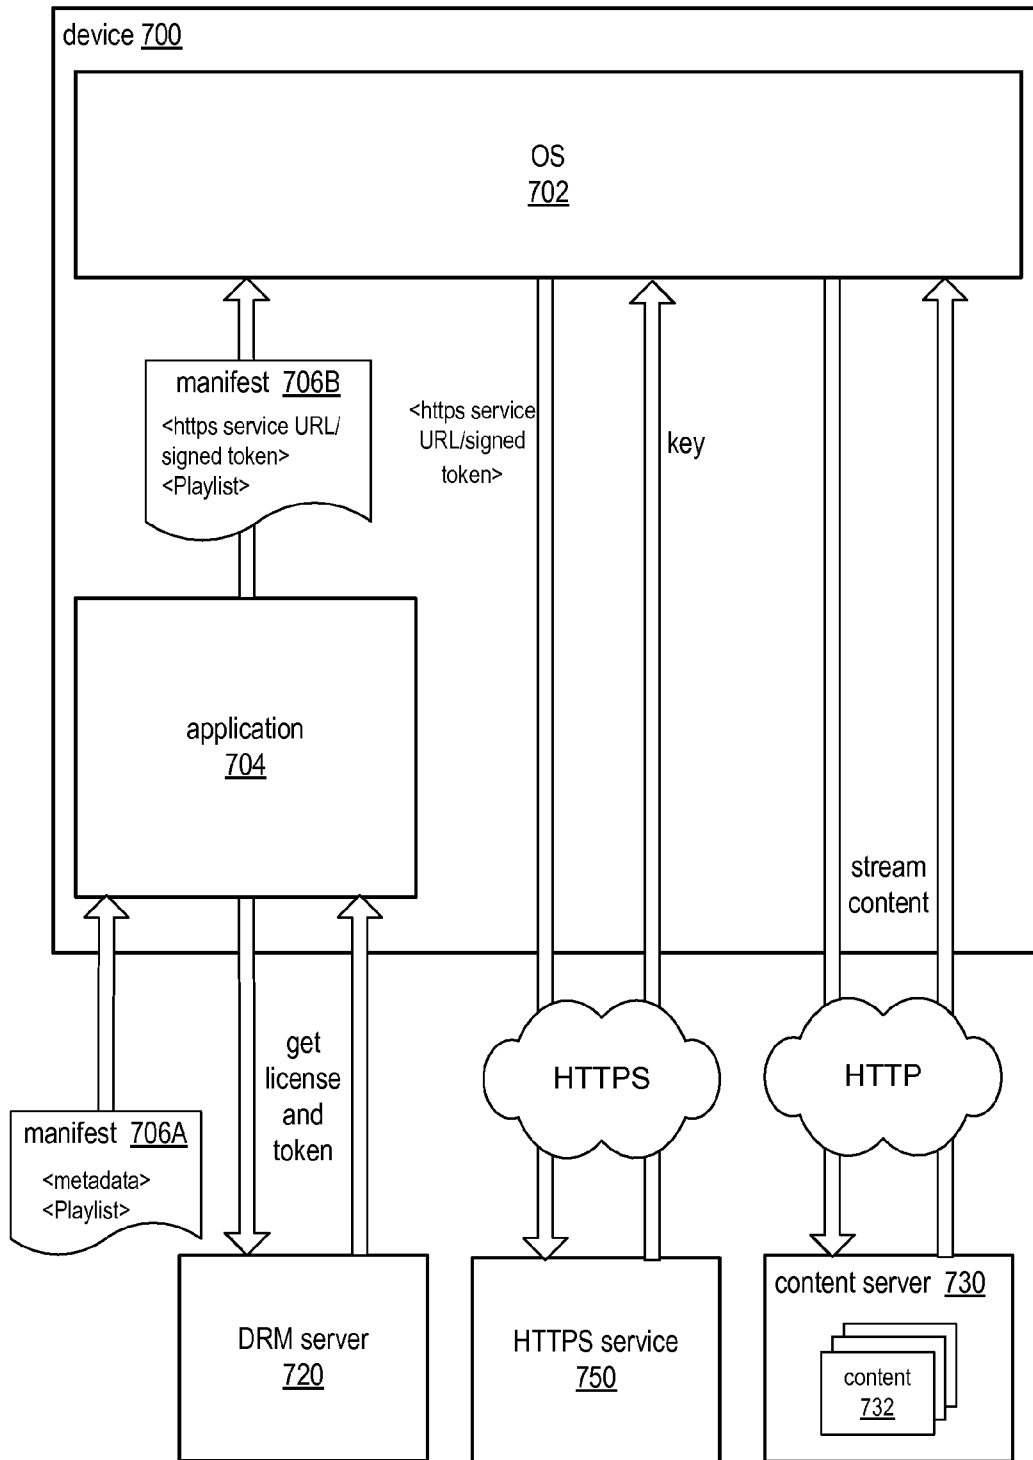 device 700
OS
702
manifest 706B
<https service URL/
signed token>
<Playlist>
<https service
URL/signed
token>
key
application
704
stream
content
get
license
and
token
HTTPS
HTTP
manifest 706A
<metadata>
<Playlist>
DRM server
720
HTTPS service
750
content server 730
content
732